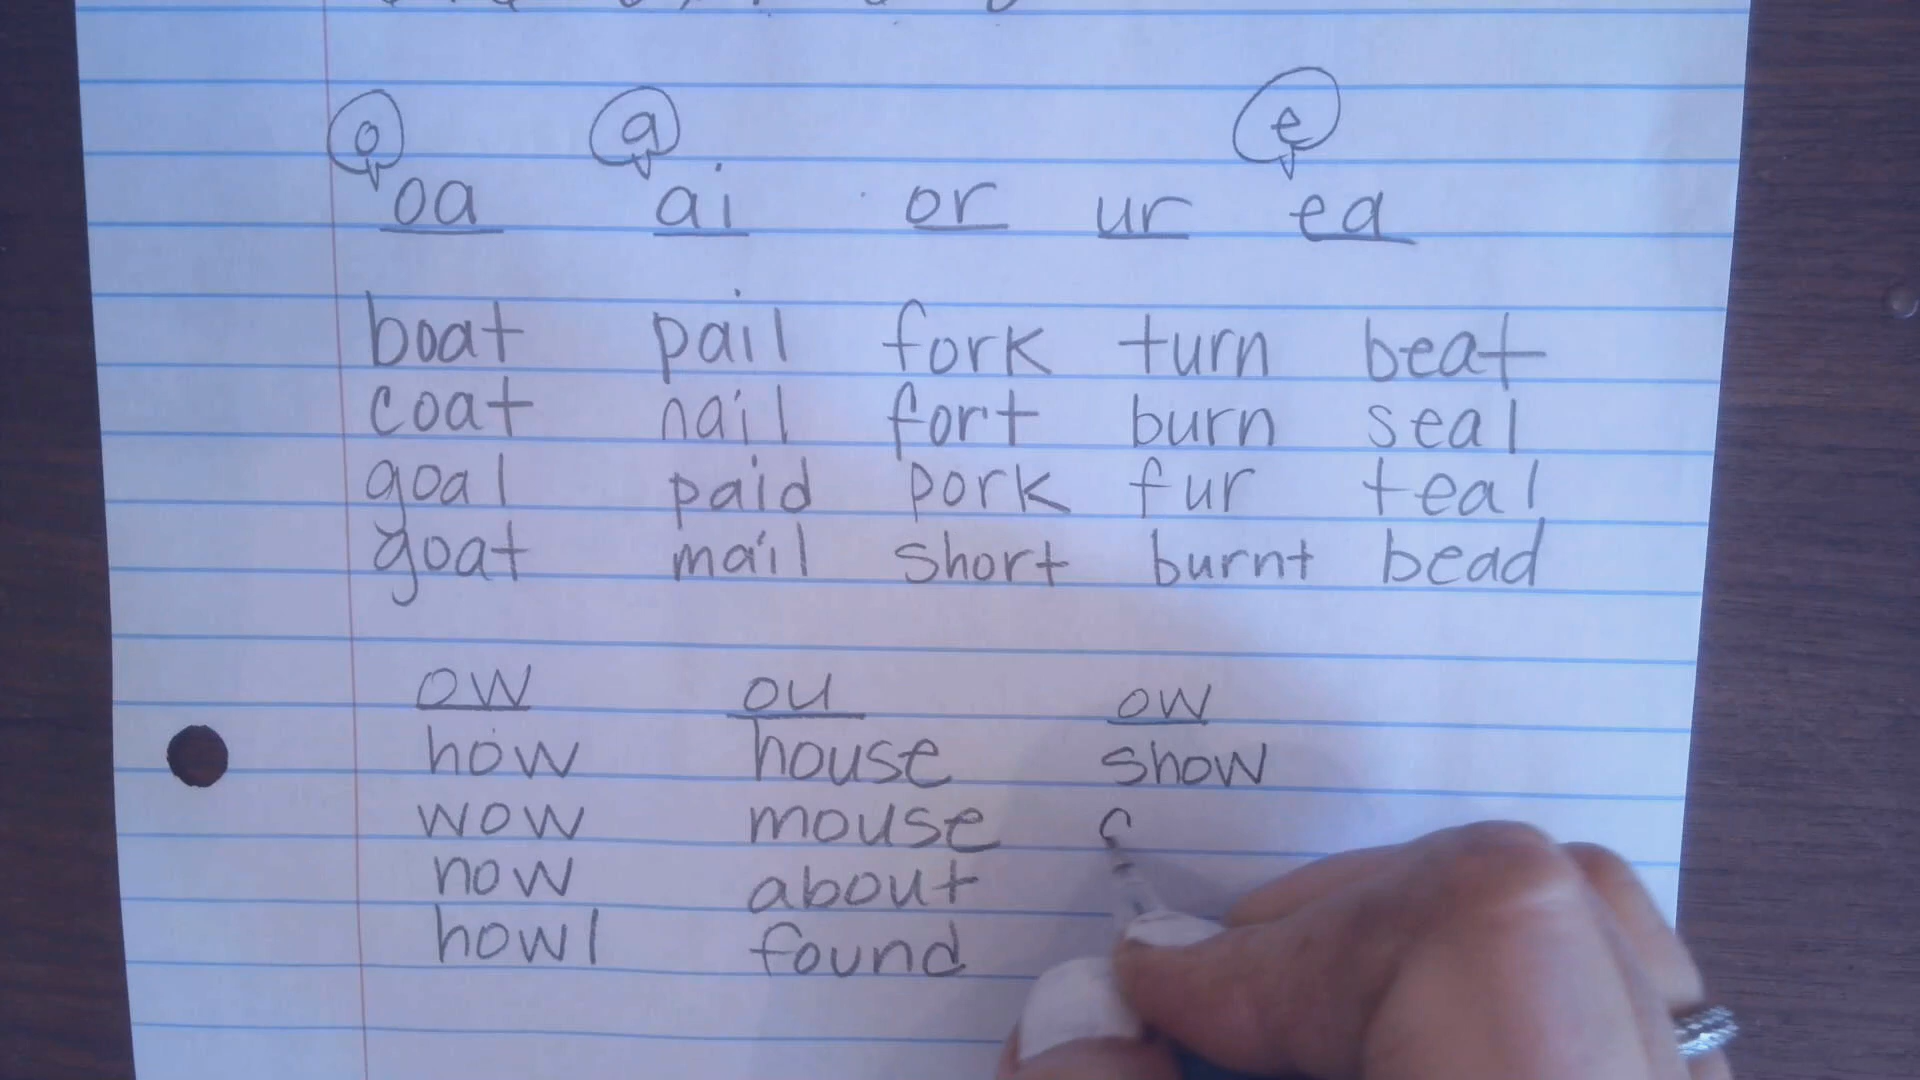 o a e
oa ai or ur ea
boat pail fork turn beat
coat nail fort burn seal
goal paid pork fur teal
goat mail short burnt bead
ow ou ow
how house show
wow mouse
now about
howl found